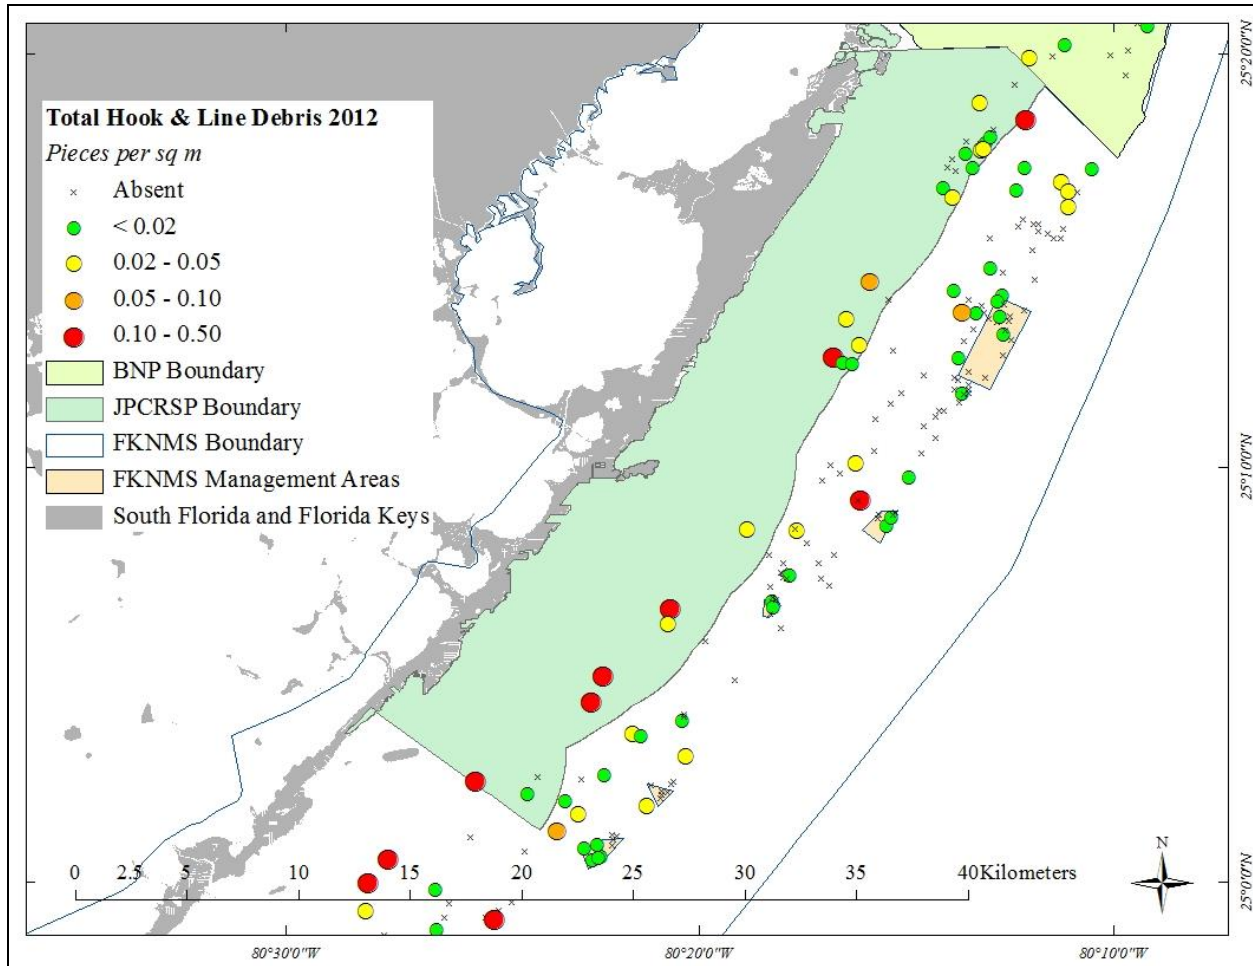 Total Hook & Line Debris 2012
Pieces per sq m
Absent
< 0.02
0.02 - 0.05
0.05 - 0.10
0.10 - 0.50
BNP Boundary
JPCRSP Boundary
FKNMS Boundary
FKNMS Management Areas
South Florida and Florida Keys
25°20'0"N
25°10'0"N
25°0'0"N
0 2.5 5 10 15 20 25 30 35 40 Kilometers
N
80°30'0"W 80°20'0"W 80°10'0"W